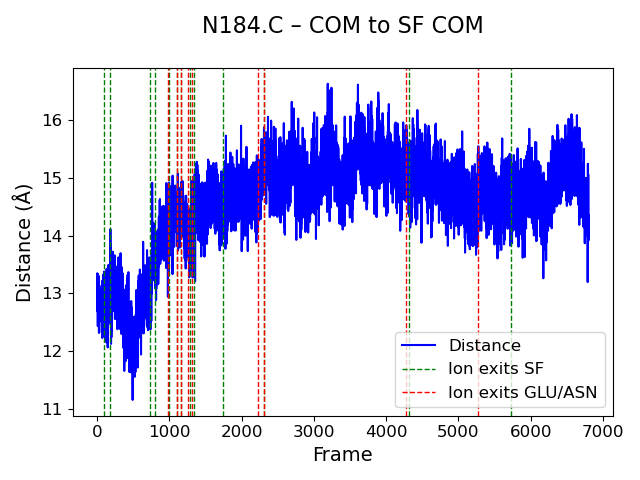 N184.C – COM to SF COM
Distance (Å)
16
15
14
13
12
11
Distance
Ion exits SF
Ion exits GLU/ASN
0 1000 2000 3000 4000 5000 6000 7000
Frame